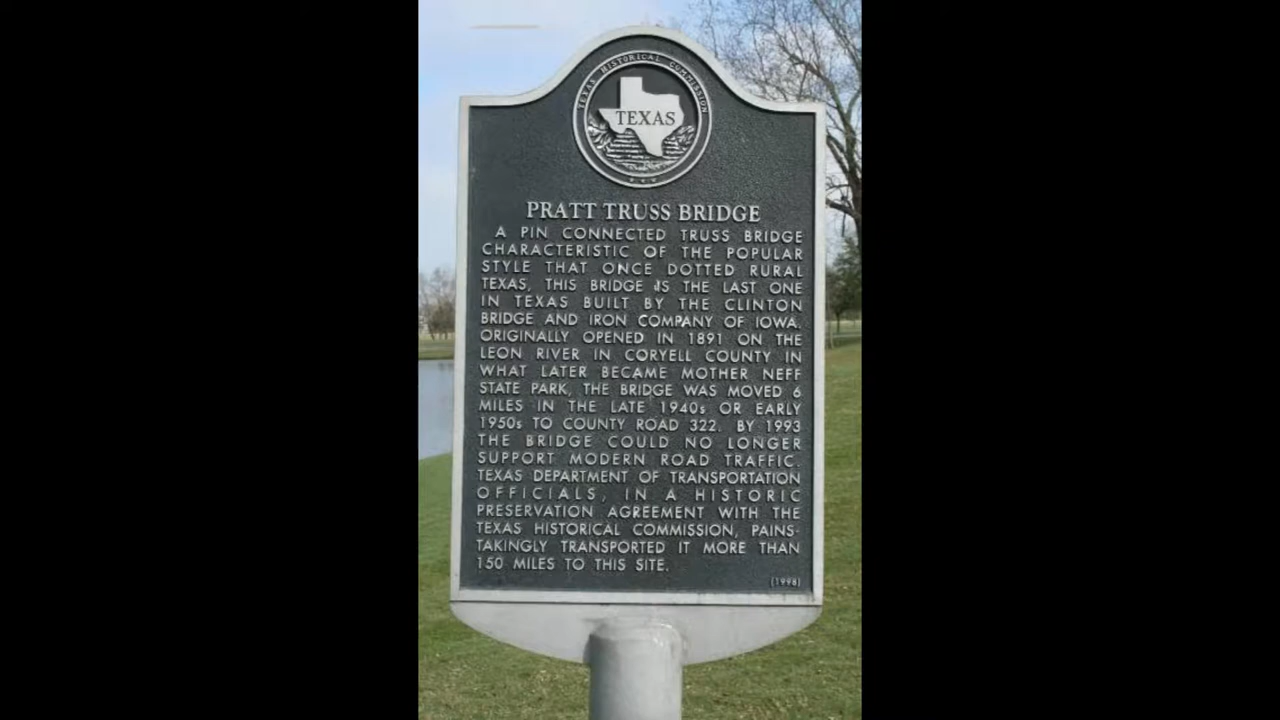 TEXAS HISTORICAL COMMISSION
TEXAS
PRATT TRUSS BRIDGE
A PIN CONNECTED TRUSS BRIDGE
CHARACTERISTIC OF THE POPULAR
STYLE THAT ONCE DOTTED RURAL
TEXAS, THIS BRIDGE IS THE LAST ONE
IN TEXAS BUILT BY THE CLINTON
BRIDGE AND IRON COMPANY OF IOWA.
ORIGINALLY OPENED IN 1891 ON THE
LEON RIVER IN CORYELL COUNTY IN
WHAT LATER BECAME MOTHER NEFF
STATE PARK, THE BRIDGE WAS MOVED 6
MILES IN THE LATE 1940s OR EARLY
1950s TO COUNTY ROAD 322. BY 1993
THE BRIDGE COULD NO LONGER
SUPPORT MODERN ROAD TRAFFIC.
TEXAS DEPARTMENT OF TRANSPORTATION
OFFICIALS, IN A HISTORIC
PRESERVATION AGREEMENT WITH THE
TEXAS HISTORICAL COMMISSION, PAINS-
TAKINGLY TRANSPORTED IT MORE THAN
150 MILES TO THIS SITE.
(1998)